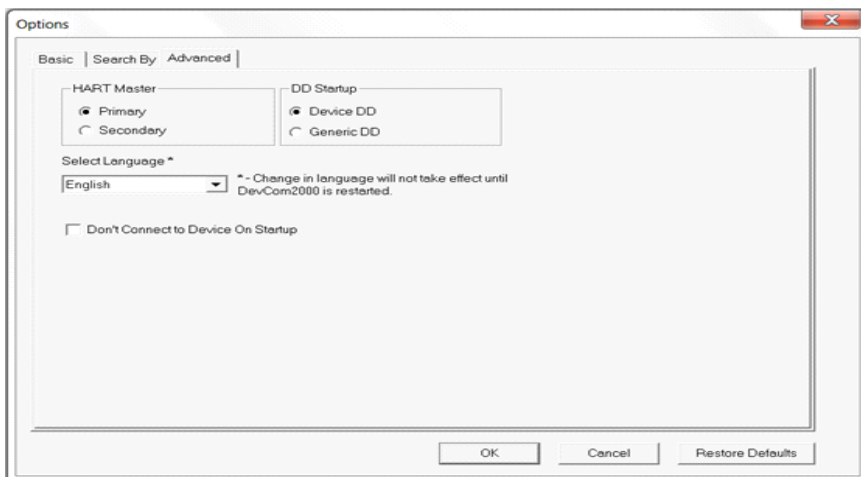 Options
Basic Search By Advanced
HART Master
Primary
Secondary
DD Startup
Device DD
Generic DD
Select Language *
English
* - Change in language will not take effect until
DevCom2000 is restarted.
Don't Connect to Device On Startup
OK Cancel Restore Defaults